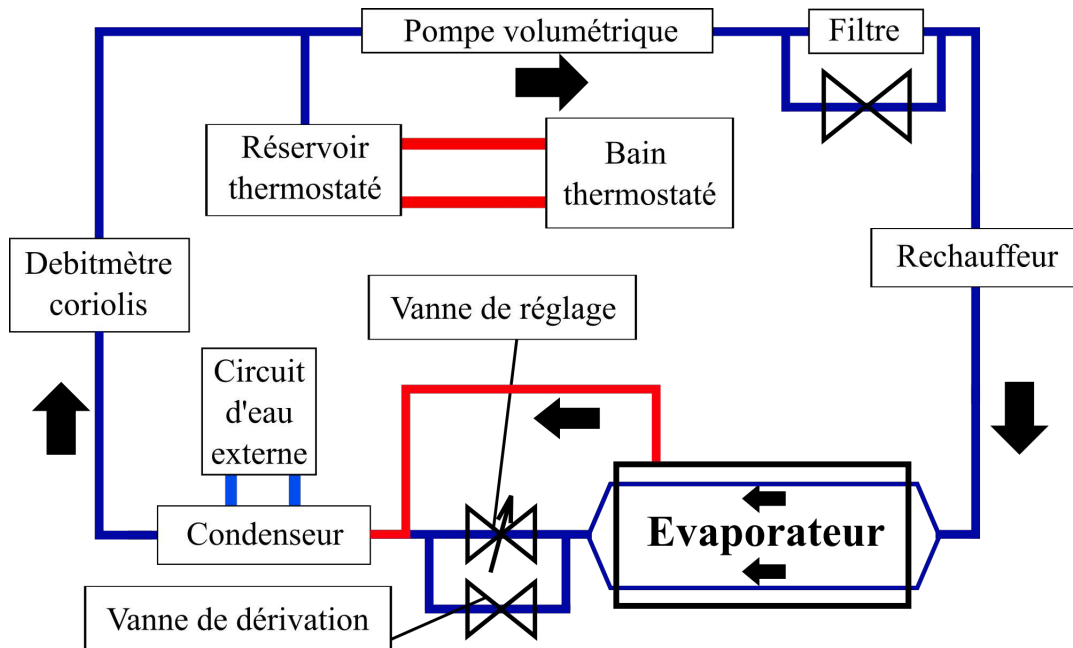 Pompe volumétrique
Filtre
Réservoir
thermostaté
Bain
thermostaté
Debitmètre
coriolis
Rechauffeur
Vanne de réglage
Circuit
d'eau
externe
Condenseur
Evaporateur
Vanne de dérivation